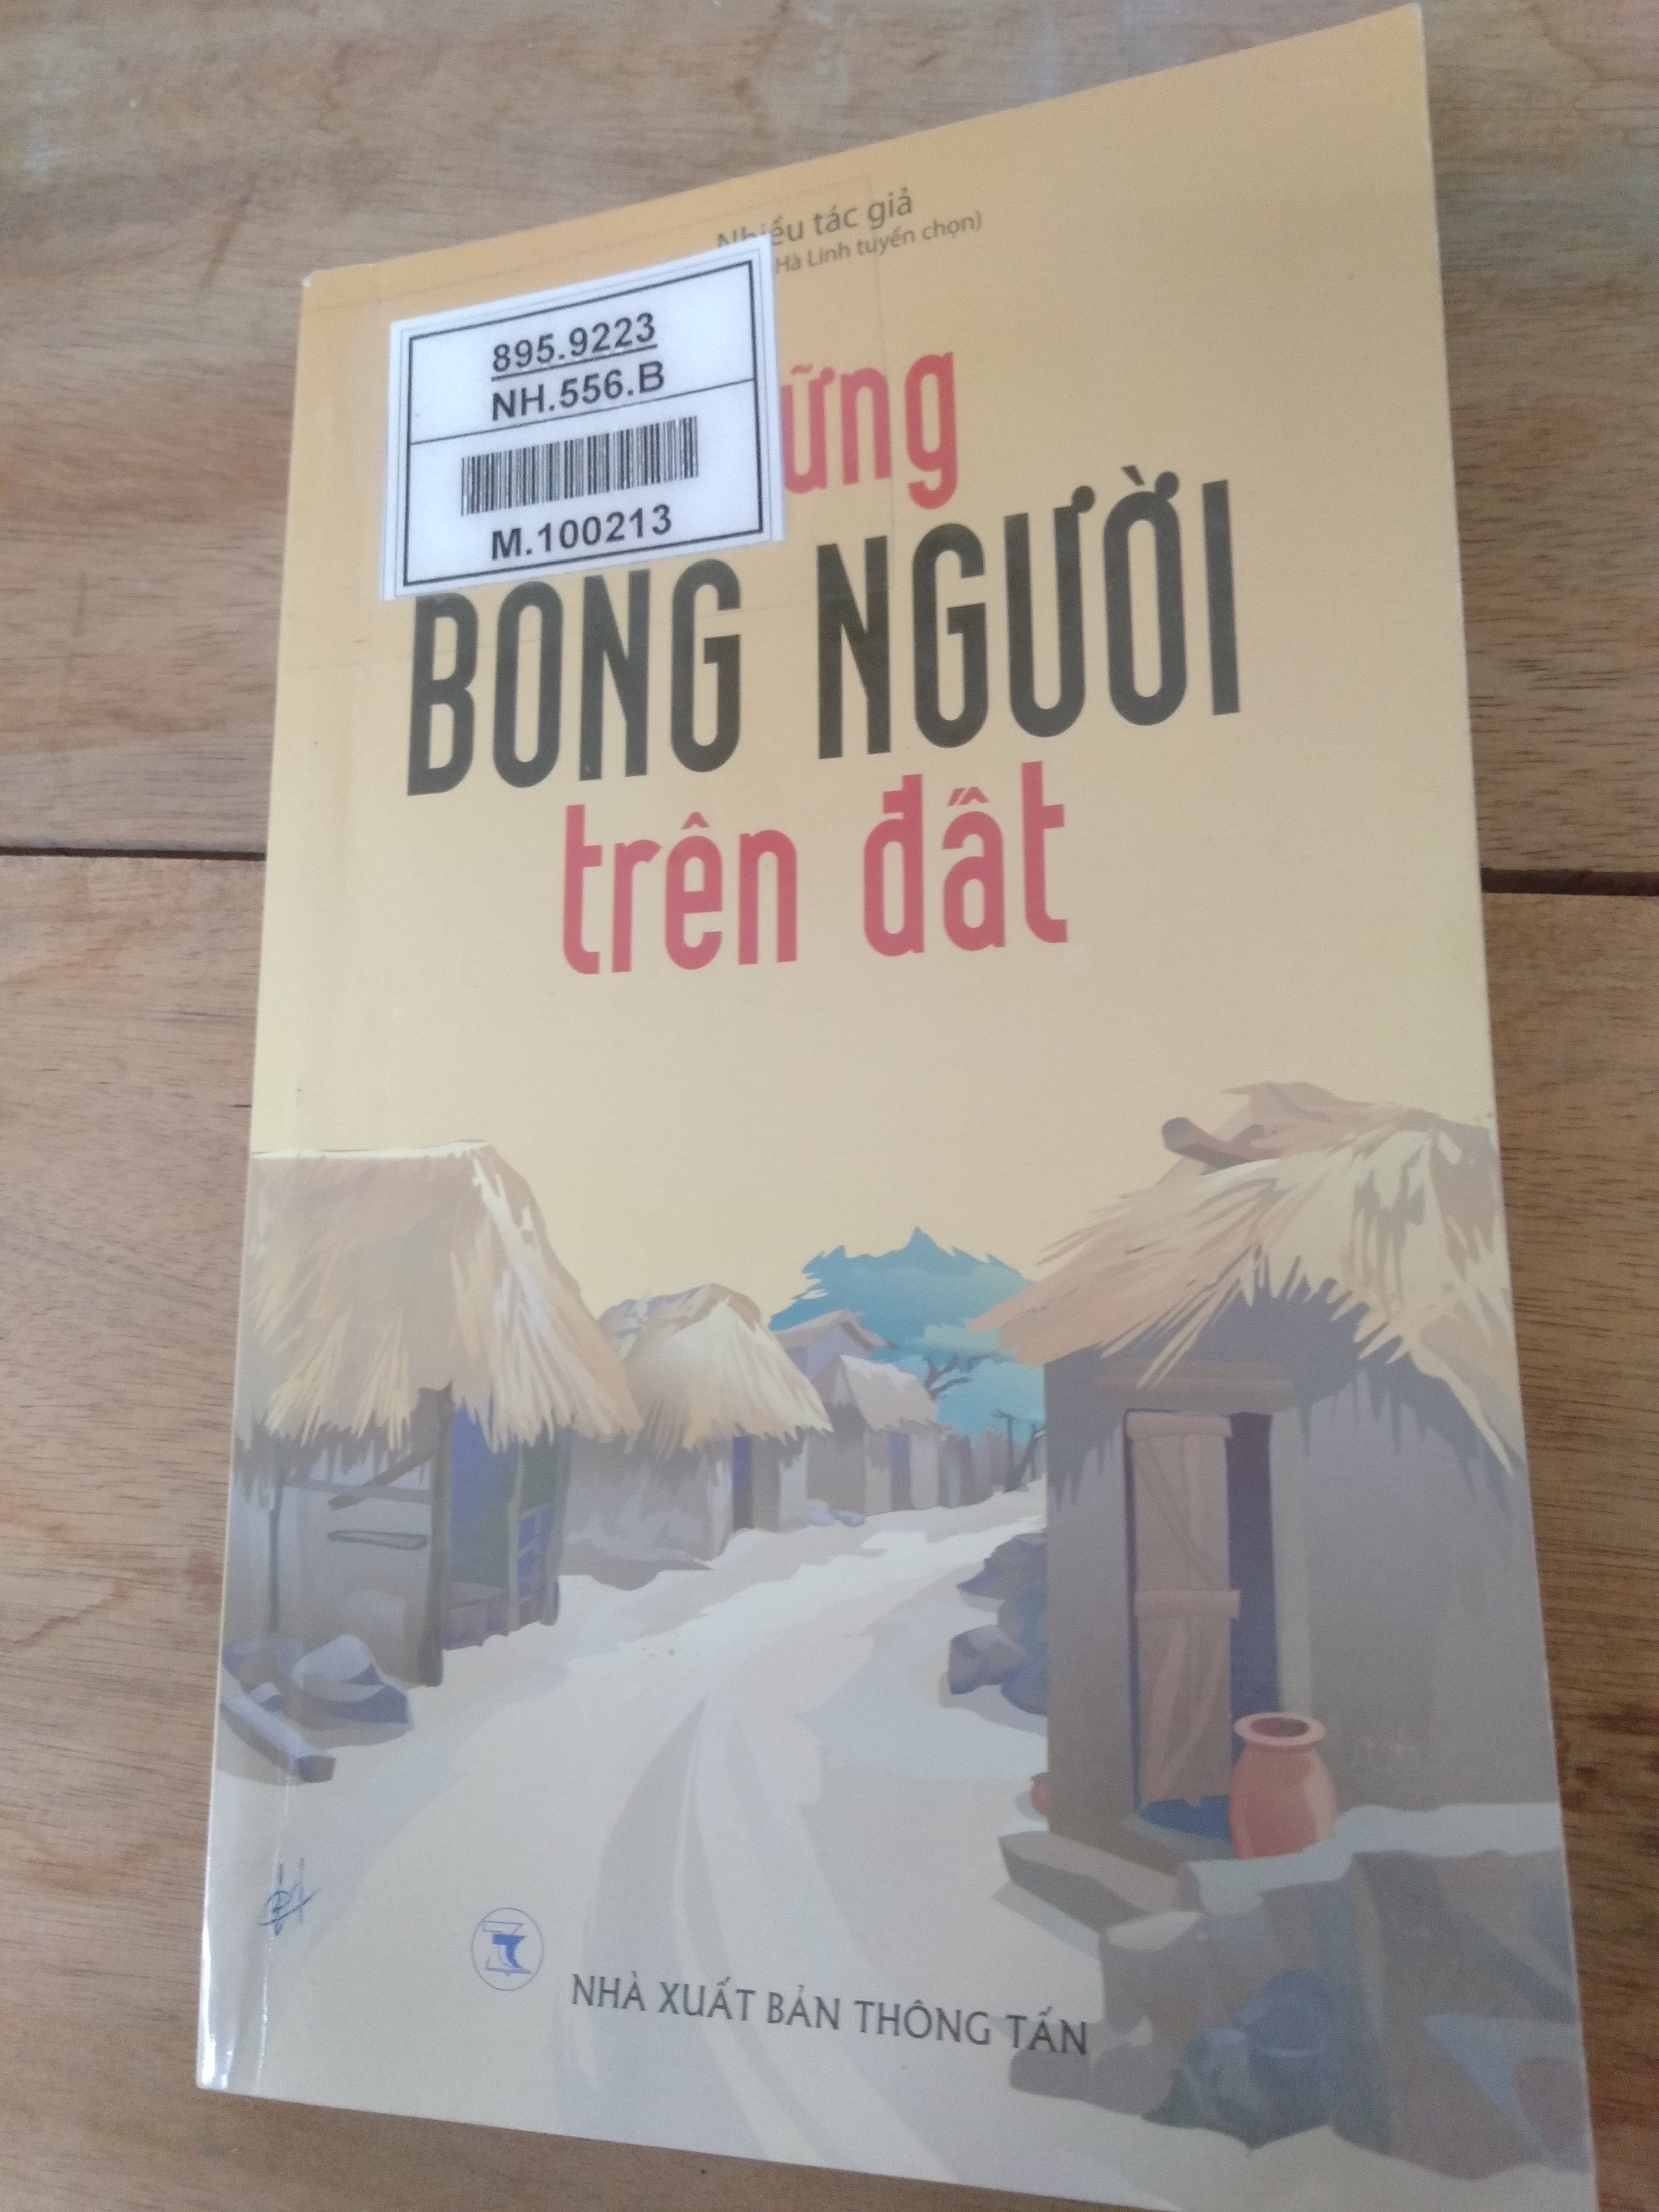 Nhiều tác giả
Hà Linh tuyển chọn)
895.9223
NH.556.B
M.100213
ững
BONG NGƯỜI
trên đất
NHÀ XUẤT BẢN THÔNG TẤN